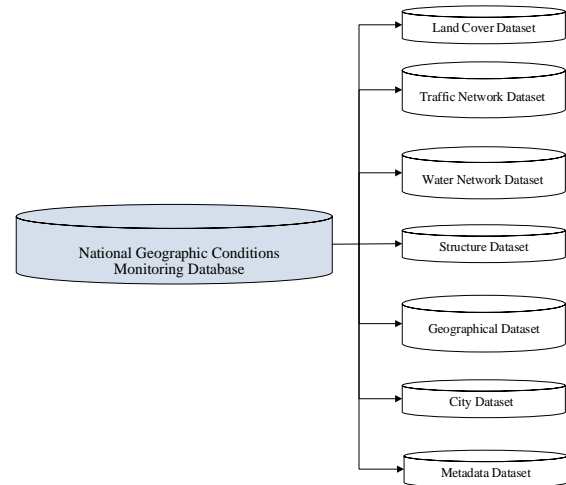 Land Cover Dataset
Traffic Network Dataset
Water Network Dataset
National Geographic Conditions
Monitoring Database
Structure Dataset
Geographical Dataset
City Dataset
Metadata Dataset